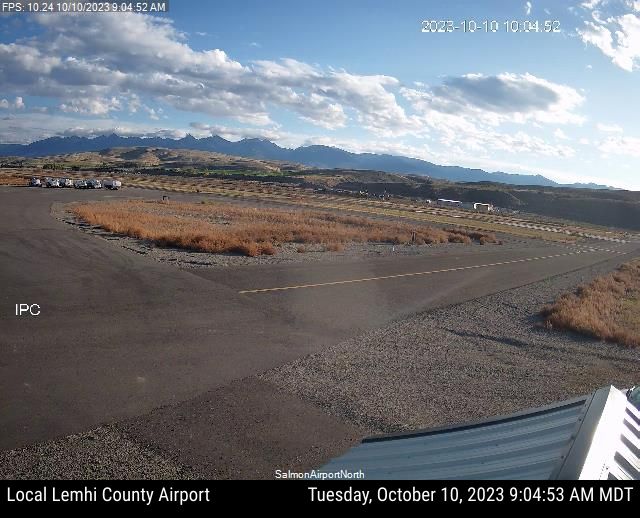 FPS: 10.24 10/10/2023 9:04:52 AM
2023-10-10 10:04:52
IPC
SalmonAirportNorth
Local Lemhi County Airport
Tuesday, October 10, 2023 9:04:53 AM MDT